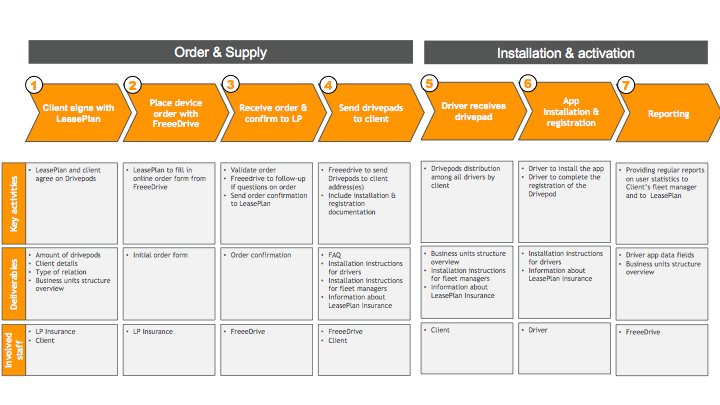 Order & Supply
Installation & activation
1
Client signs with
LeasePlan
2
Place device
order with
FreeeDrive
3
Receive order &
confirm to LP
4
Send drivepads
to client
5
Driver receives
drivepad
6
App
installation &
registration
7
Reporting
Key activities
• LeasePlan and client
agree on Drivepods
• LeasePlan to fill in
online order form from
FreeeDrive
• Validate order
• Freeedrive to follow-up
if questions on order
• Send order confirmation
to LeasePlan
• Freeedrive to send
Drivepods to client
address(es)
• Include installation &
registration
documentation
• Drivepods distribution
among all drivers by
client
• Driver to install the app
• Driver to complete the
registration of the
Drivepod
• Providing regular reports
on user statistics to
Client's fleet manager
and to LeasePlan
Deliverables
• Amount of drivepods
• Client details
• Type of relation
• Business units structure
overview
• Initial order form
• Order confirmation
• FAQ
• Installation instructions
for drivers
• Installation instructions
for fleet managers
• Information about
LeasePlan Insurance
• Business units structure
overview
• Installation instructions
for fleet managers
• Information about
LeasePlan Insurance
• Installation instructions
for drivers
• Information about
LeasePlan Insurance
• Driver app data fields
• Business units structure
overview
Involved
staff
• LP Insurance
• Client
• LP Insurance
• FreeeDrive
• FreeeDrive
• Client
• Client
• Driver
• FreeeDrive